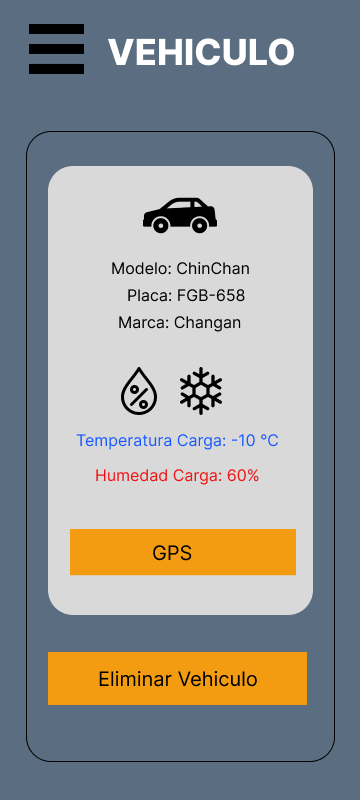 VEHICULO
Modelo: ChinChan
Placa: FGB-658
Marca: Changan
Temperatura Carga: -10 °C
Humedad Carga: 60%
GPS
Eliminar Vehiculo